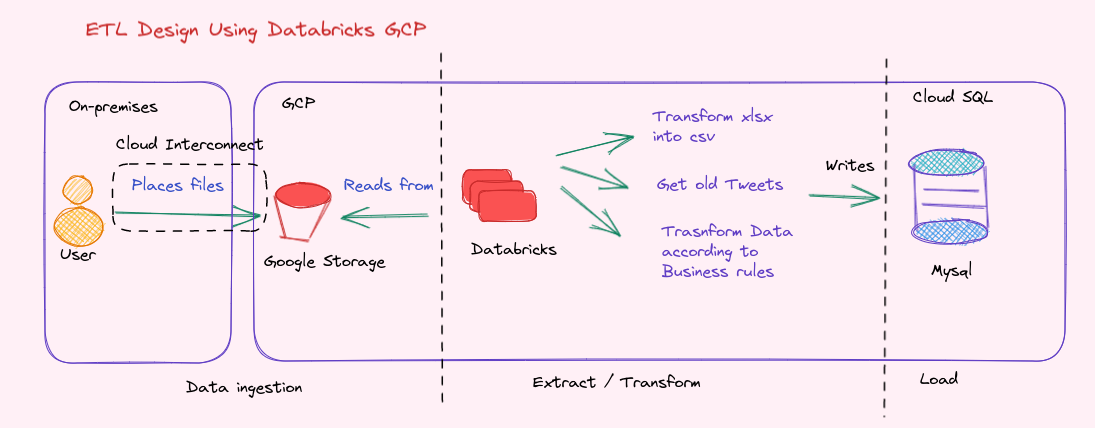 ETL Design Using Databricks GCP
On-premises
GCP
Cloud SQL
Cloud Interconnect
Places files
Reads from
User
Google Storage
Databricks
Transform xlsx
into csv
Get old Tweets
Trasnform Data
according to
Business rules
Writes
Mysql
Data ingestion
Extract / Transform
Load